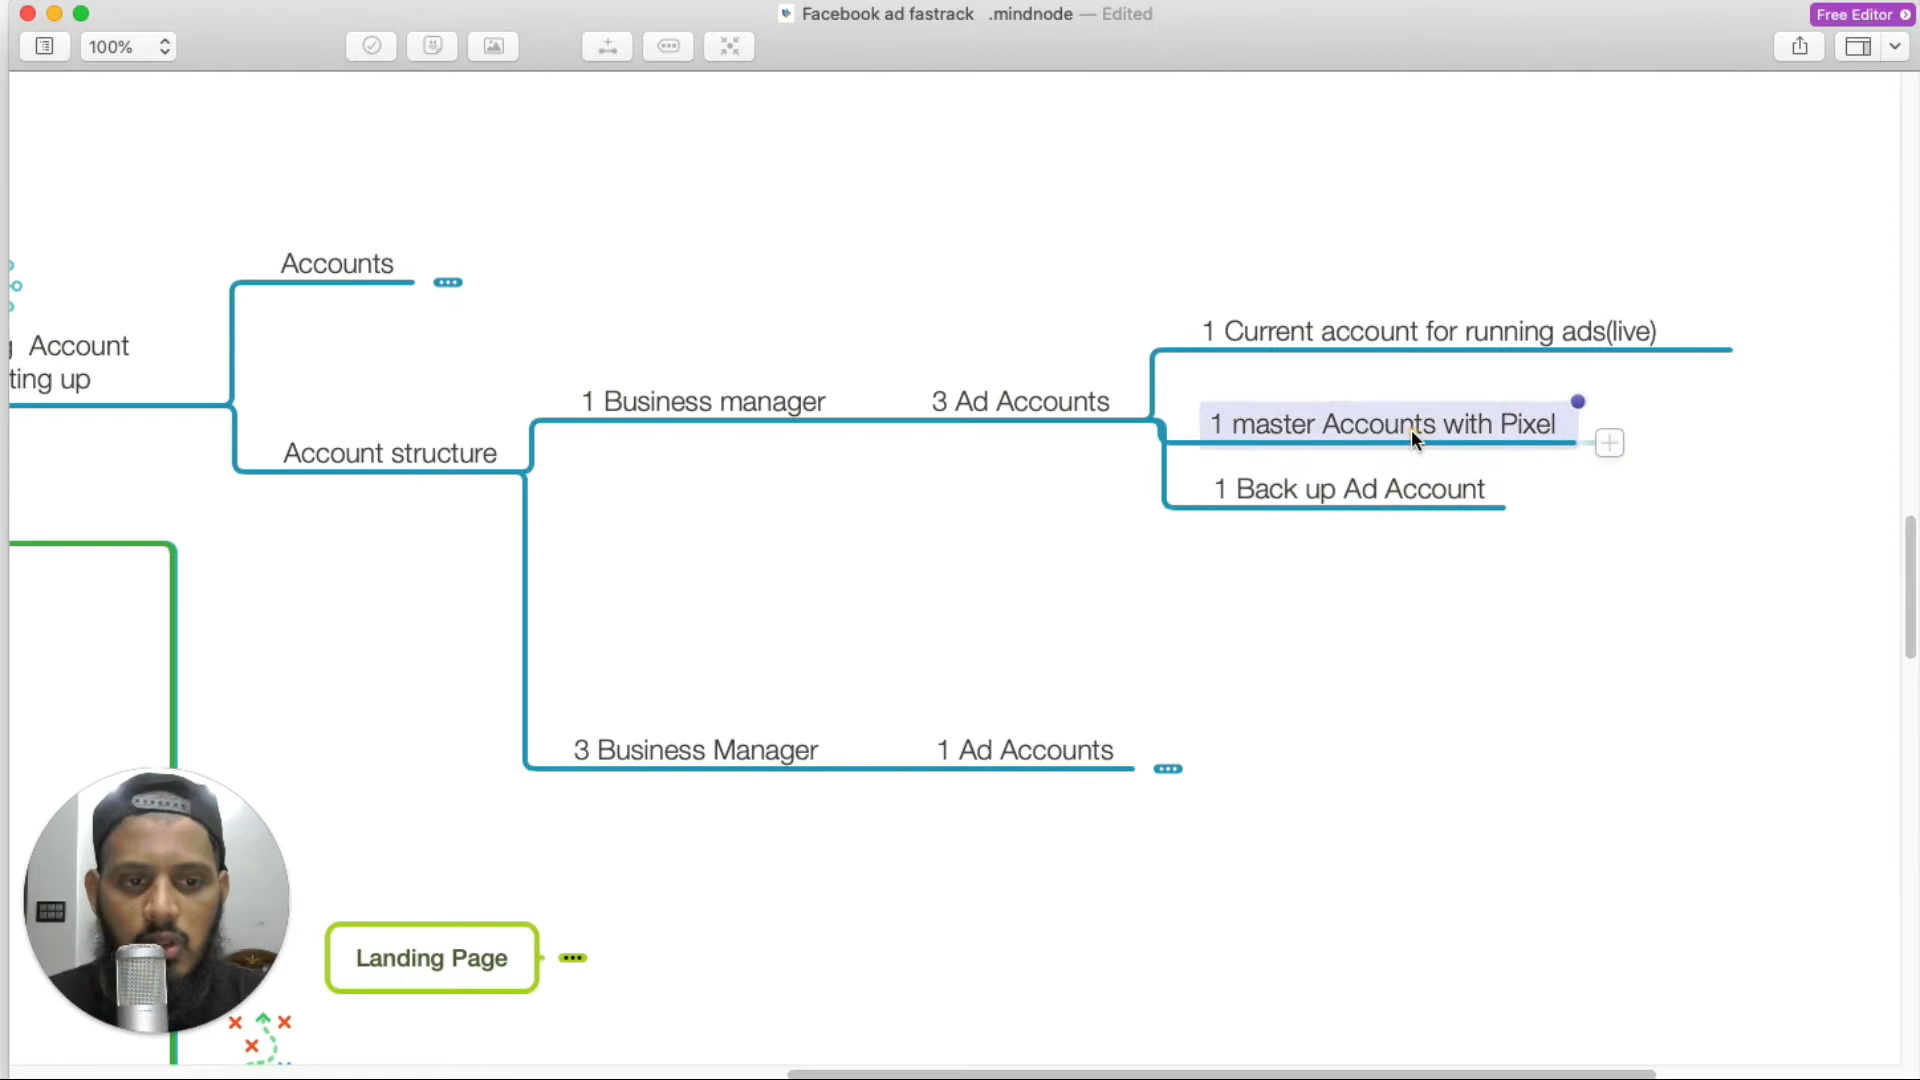 Facebook ad fastrack .mindnode — Edited
Free Editor
100%
Accounts
Account
ting up
Account structure
1 Business manager
3 Ad Accounts
1 Current account for running ads(live)
1 master Accounts with Pixel
1 Back up Ad Account
3 Business Manager
1 Ad Accounts
Landing Page